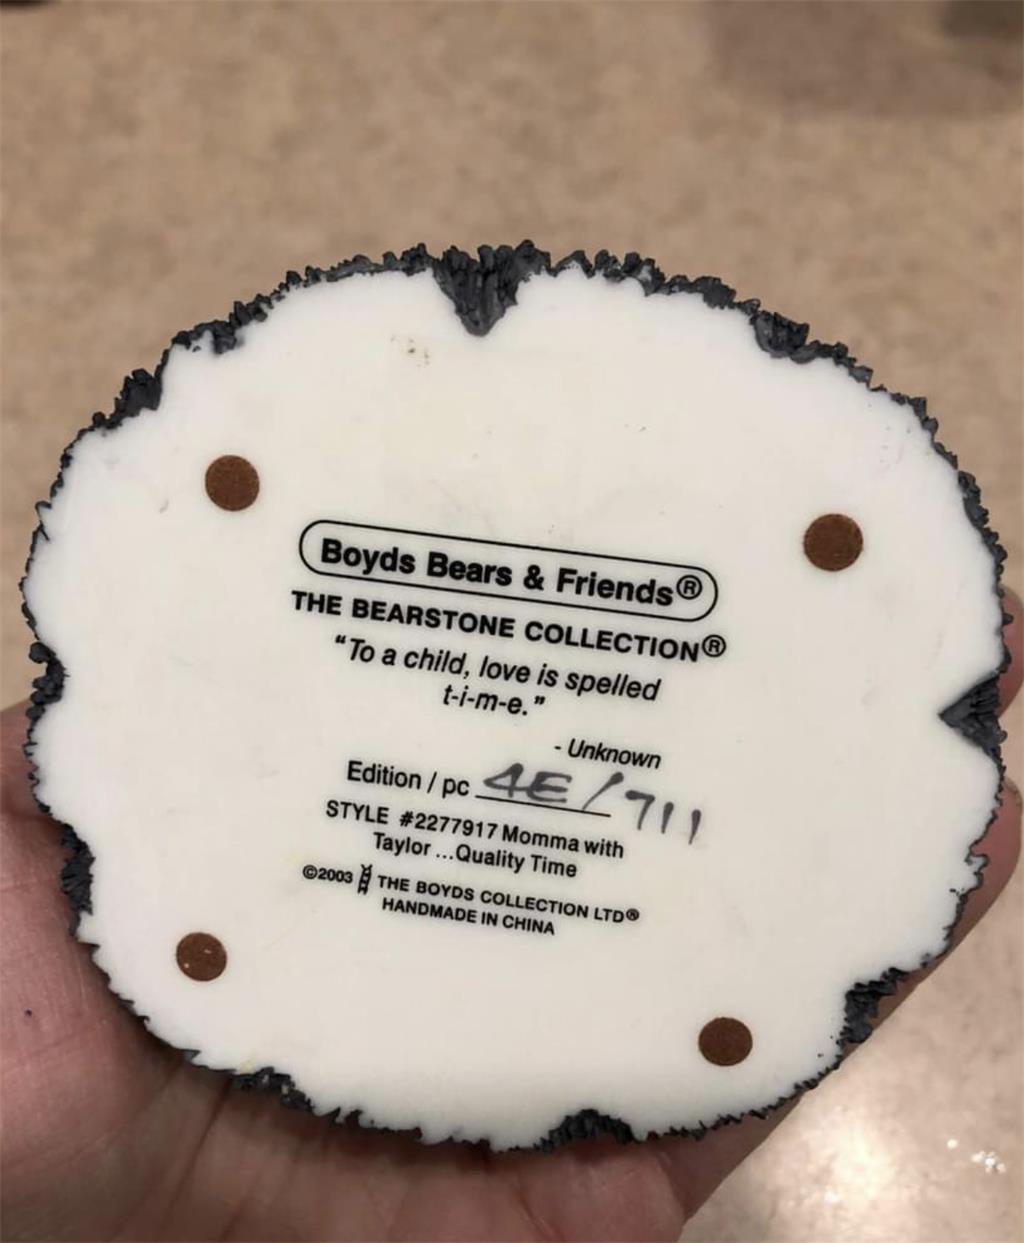 Boyds Bears & Friends®
THE BEARSTONE COLLECTION®
"To a child, love is spelled
t-i-m-e."
- Unknown
Edition / pc 4E/711
STYLE #2277917 Momma with
Taylor ...Quality Time
©2003 THE BOYDS COLLECTION LTD®
HANDMADE IN CHINA